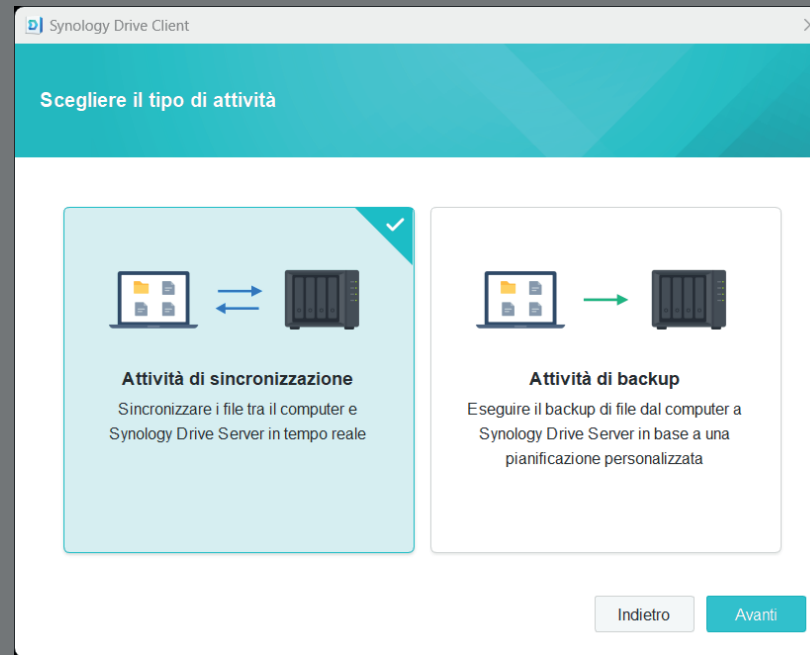 Synology Drive Client
Scegliere il tipo di attività
Attività di sincronizzazione
Sincronizzare i file tra il computer e
Synology Drive Server in tempo reale
Attività di backup
Eseguire il backup di file dal computer a
Synology Drive Server in base a una
pianificazione personalizzata
Indietro
Avanti